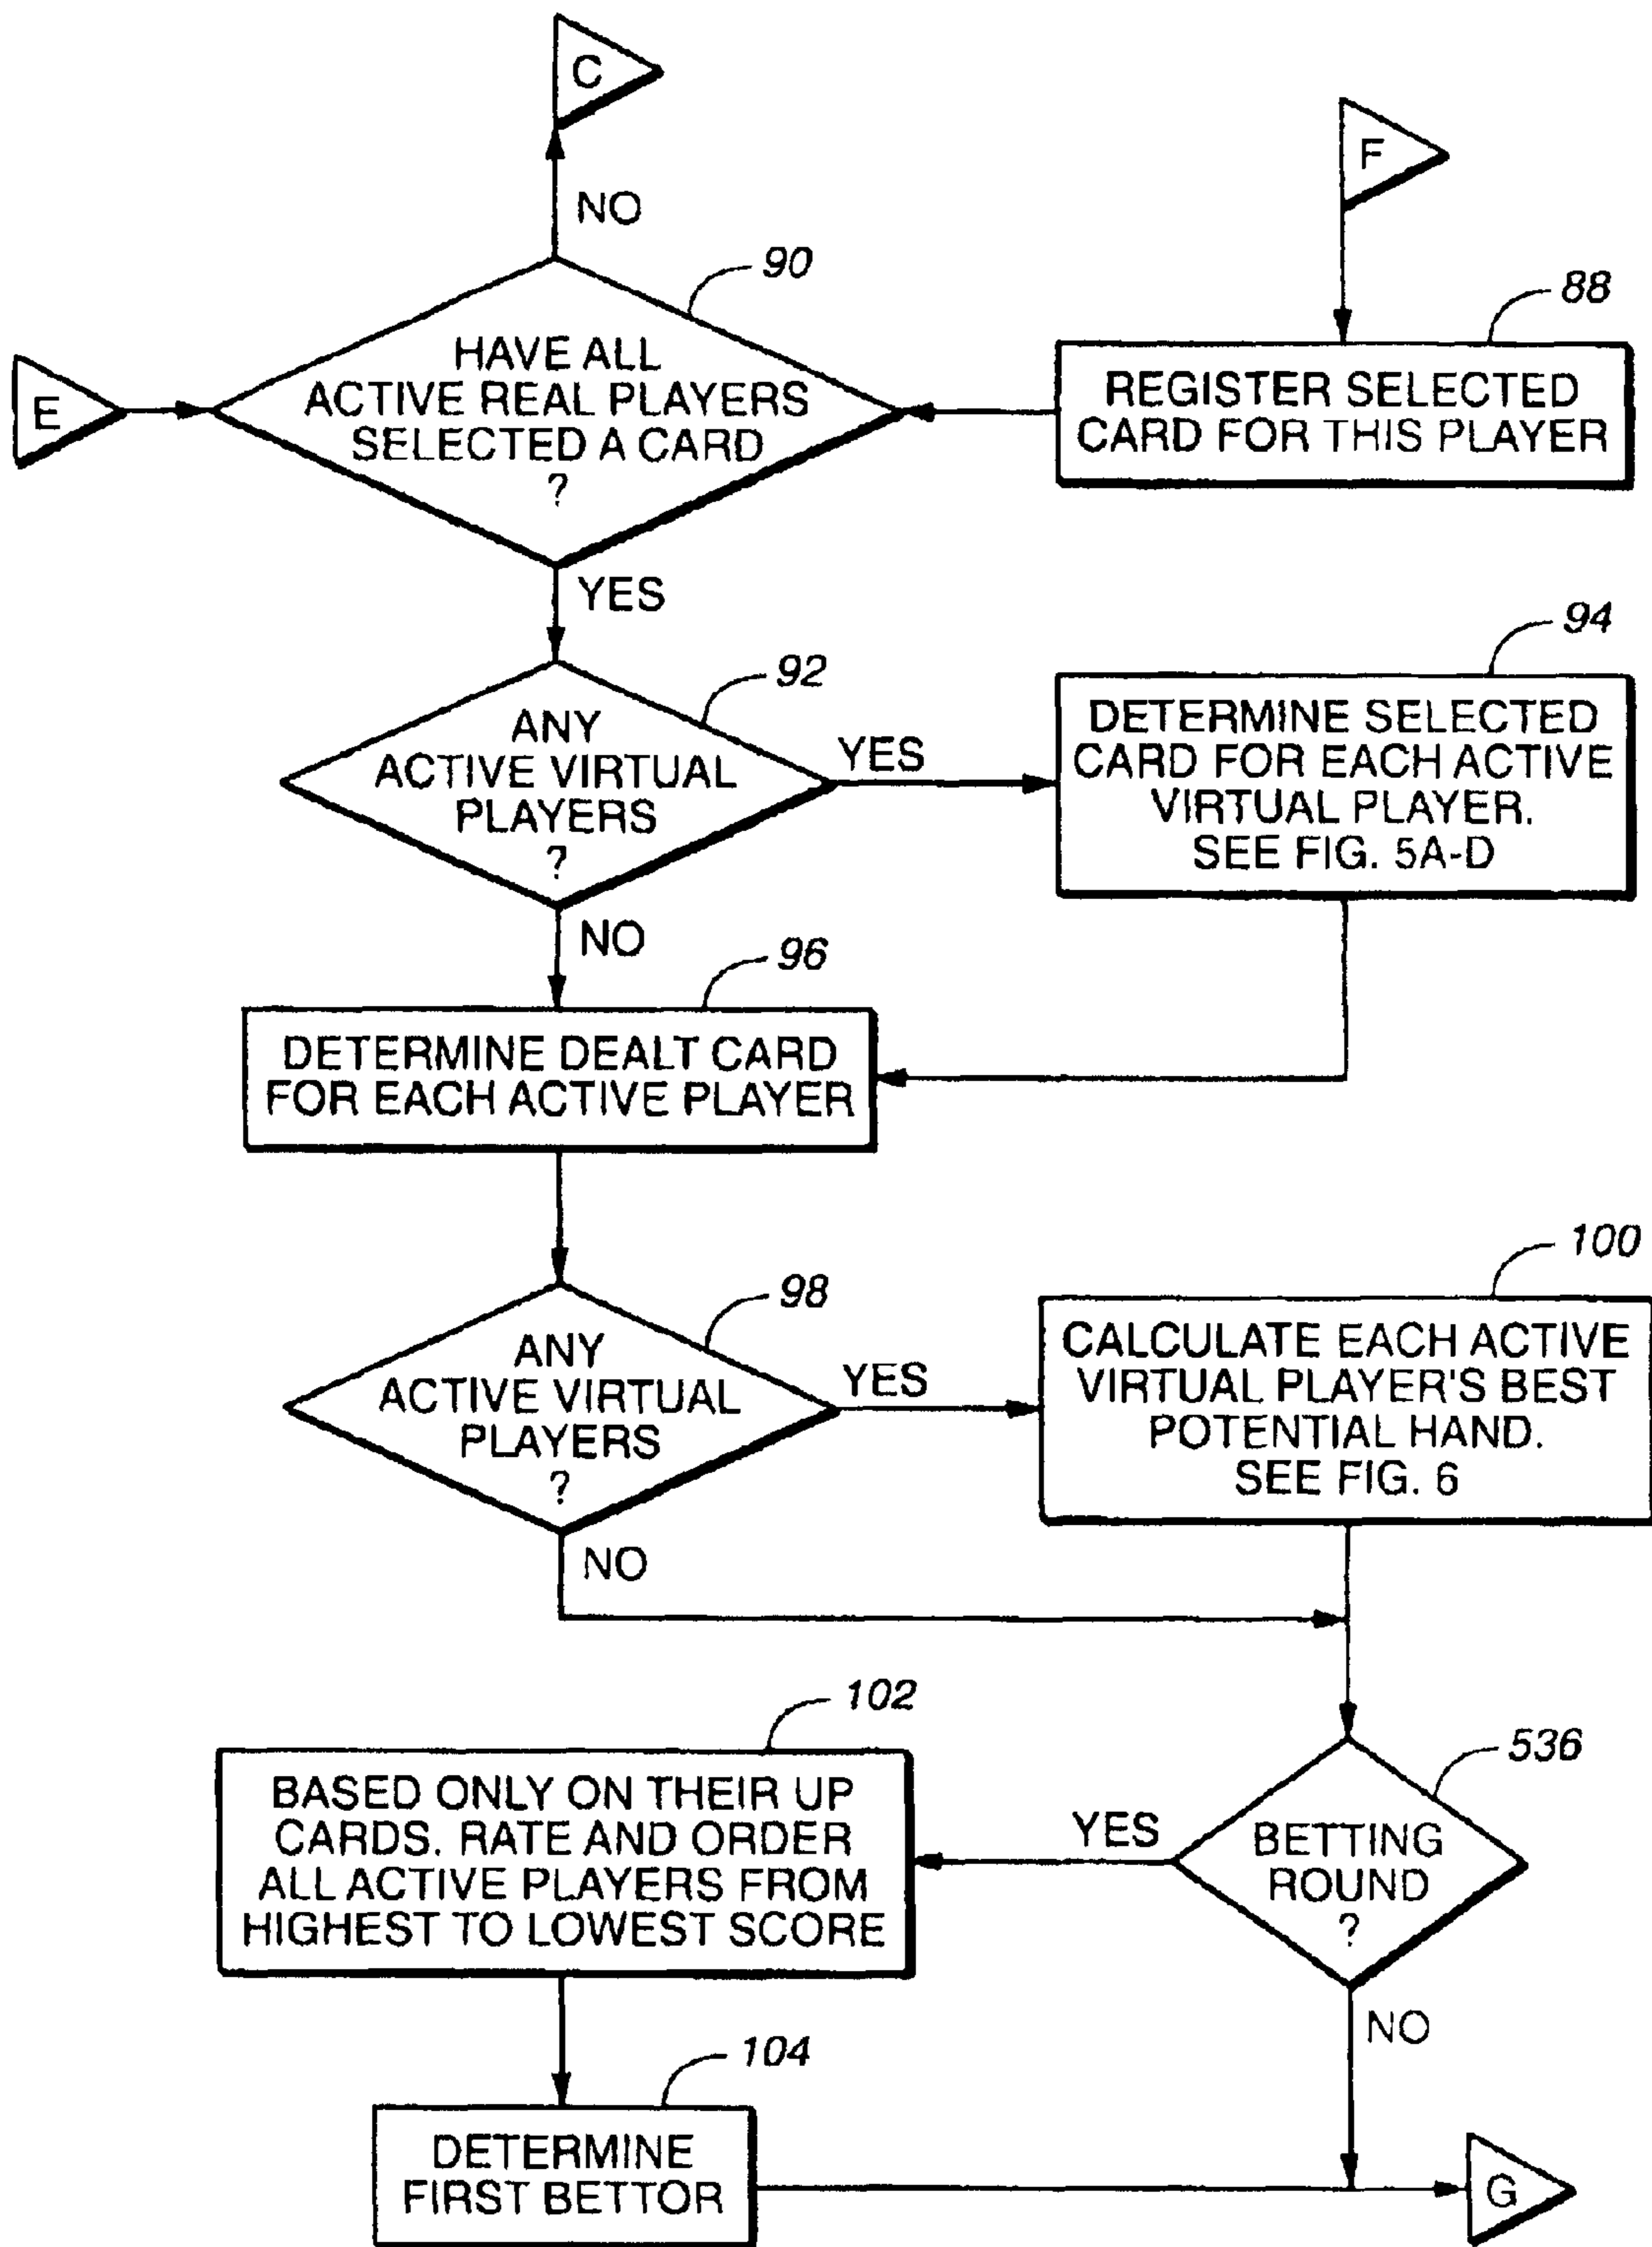 C
F
NO
90
88
HAVE ALL
ACTIVE REAL PLAYERS
SELECTED A CARD
?
E
REGISTER SELECTED
CARD FOR THIS PLAYER
YES
92
94
ANY
ACTIVE VIRTUAL
PLAYERS
?
YES
DETERMINE SELECTED
CARD FOR EACH ACTIVE
VIRTUAL PLAYER.
SEE FIG. 5A-D
NO
96
DETERMINE DEALT CARD
FOR EACH ACTIVE PLAYER
98
100
ANY
ACTIVE VIRTUAL
PLAYERS
?
YES
CALCULATE EACH ACTIVE
VIRTUAL PLAYER'S BEST
POTENTIAL HAND.
SEE FIG. 6
NO
102
536
BASED ONLY ON THEIR UP
CARDS. RATE AND ORDER
ALL ACTIVE PLAYERS FROM
HIGHEST TO LOWEST SCORE
YES
BETTING
ROUND
?
NO
104
DETERMINE
FIRST BETTOR
G